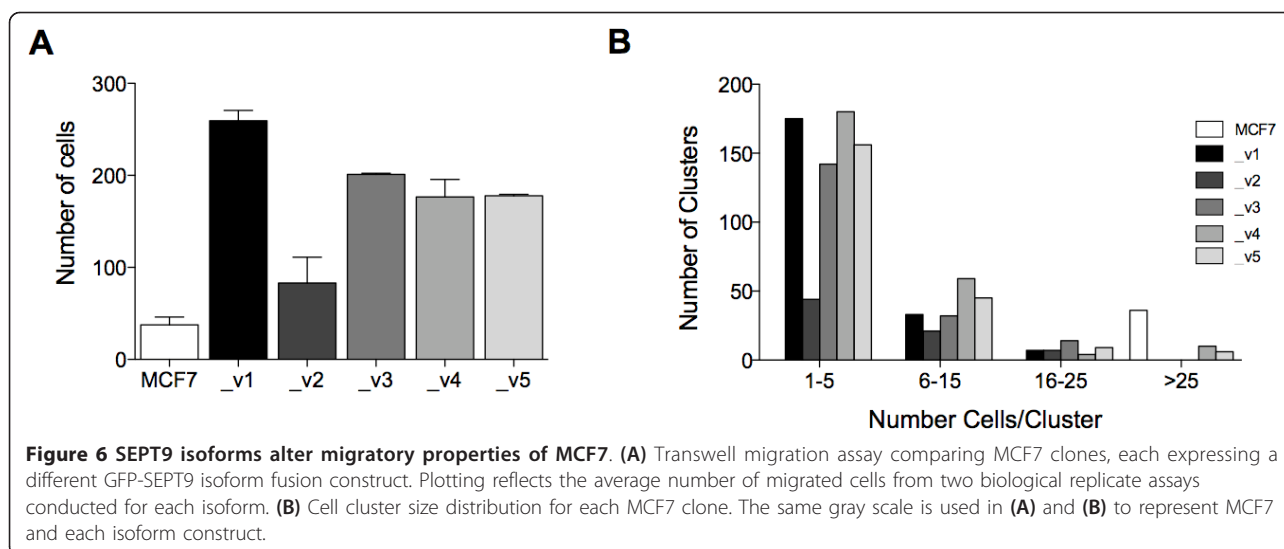 A
B
300
200
100
0
Number of cells
MCF7 _v1 _v2 _v3 _v4 _v5
200
150
100
50
0
Number of Clusters
MCF7
_v1
_v2
_v3
_v4
_v5
1-5 6-15 16-25 >25
Number Cells/Cluster
Figure 6 SEPT9 isoforms alter migratory properties of MCF7. (A) Transwell migration assay comparing MCF7 clones, each expressing a
different GFP-SEPT9 isoform fusion construct. Plotting reflects the average number of migrated cells from two biological replicate assays
conducted for each isoform. (B) Cell cluster size distribution for each MCF7 clone. The same gray scale is used in (A) and (B) to represent MCF7
and each isoform construct.